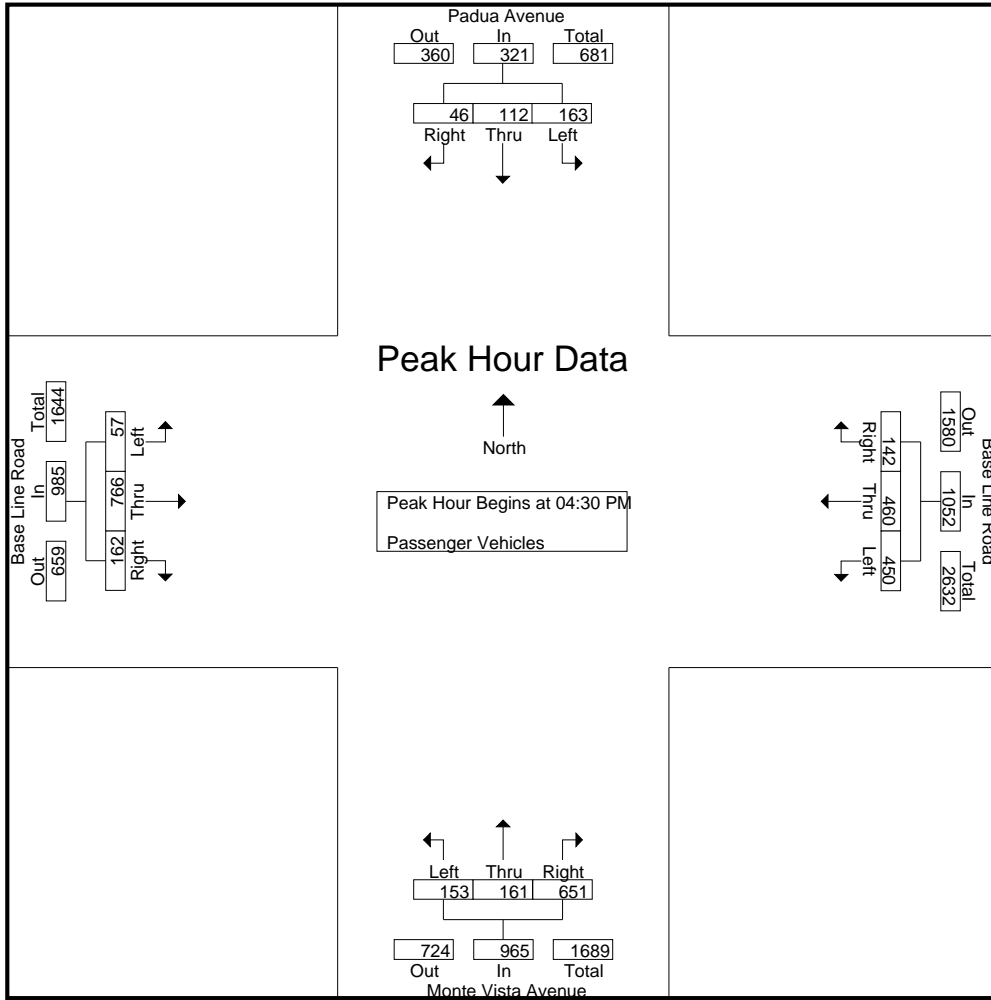 Padua Avenue
Out In Total
360 321 681
46 112 163
Right Thru Left
Peak Hour Data
North
Peak Hour Begins at 04:30 PM
Passenger Vehicles
Base Line Road
Out In Total
659 985 1644
162 766 57
Right Thru Left
Base Line Road
Out In Total
1580 1052 2632
142 460 450
Right Thru Left
Left Thru Right
153 161 651
724 965 1689
Out In Total
Monte Vista Avenue